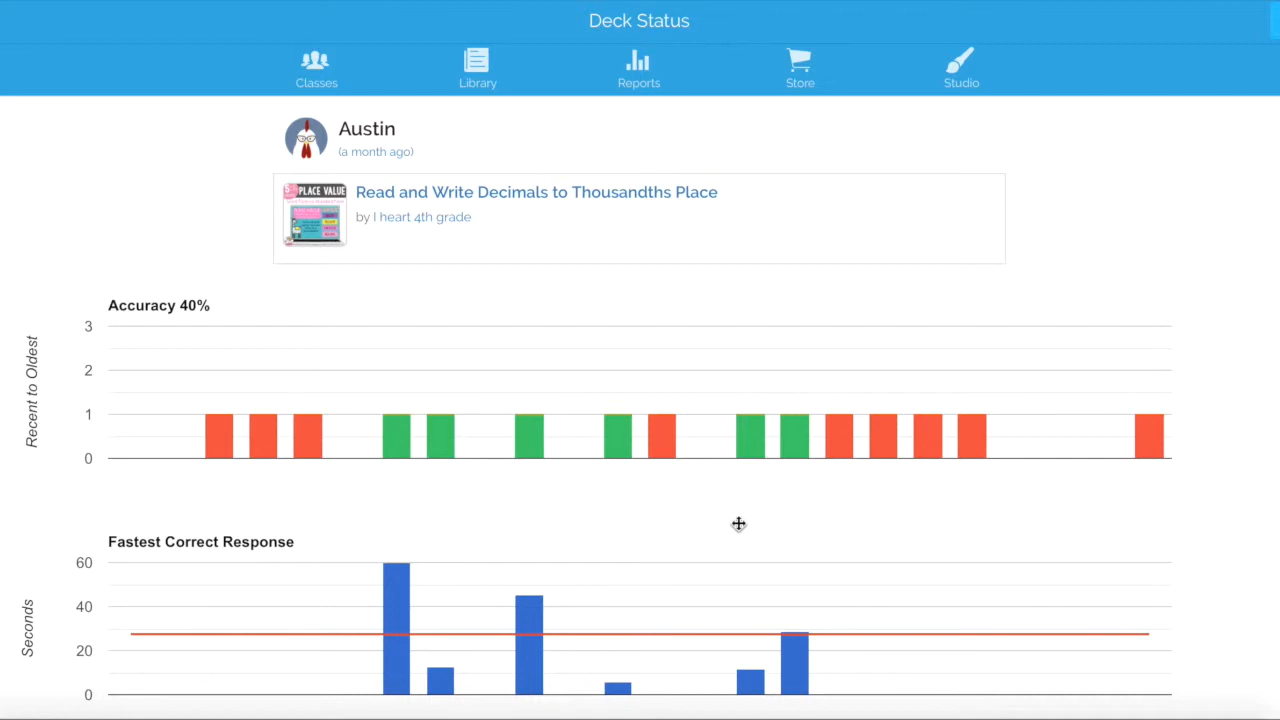 Deck Status
Classes
Library
Reports
Store
Studio
Austin
(a month ago)
PLACE VALUE
Read and Write Decimals to Thousandths Place
by I heart 4th grade
Accuracy 40%
Recent to Oldest
3
2
1
0
Fastest Correct Response
Seconds
60
40
20
0